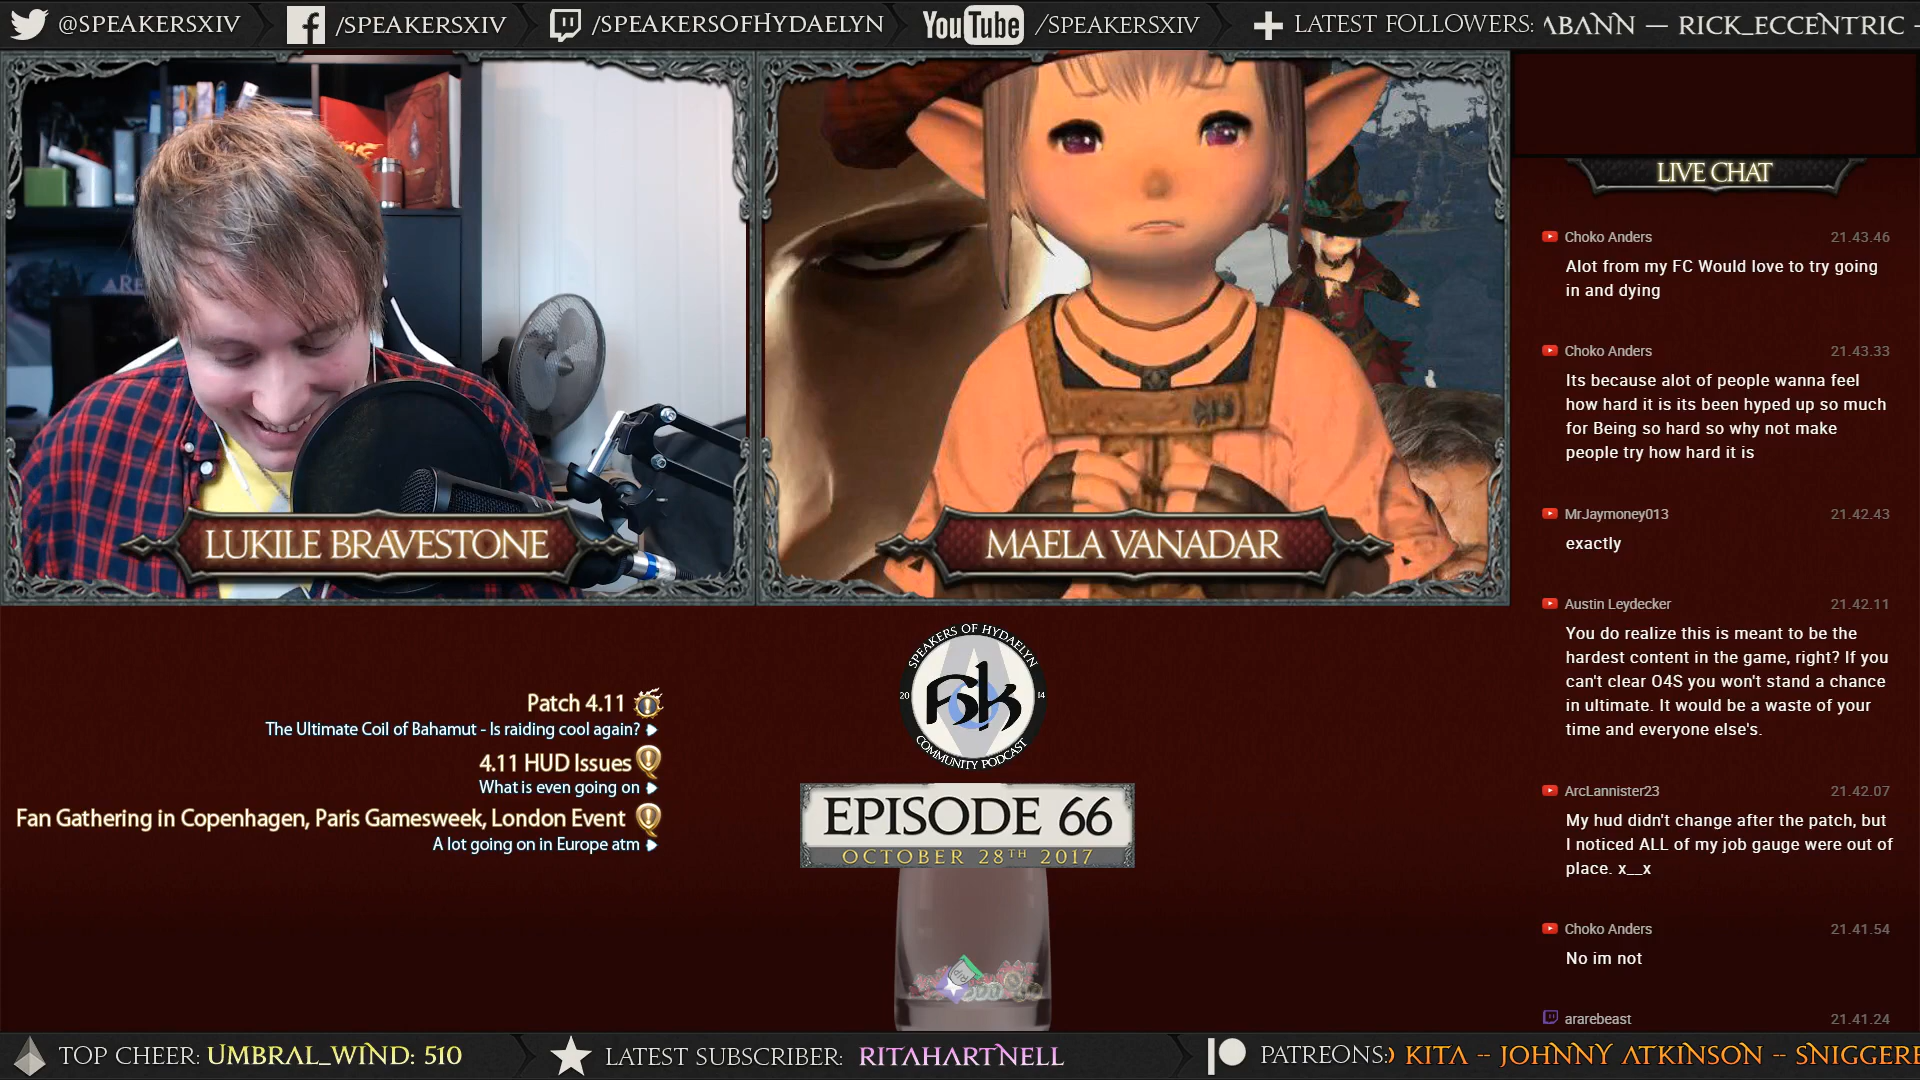 @SPEAKERSXIV
/SPEAKERSXIV
/SPEAKERSOFHYDAELYN
YouTube /SPEAKERSXIV
LATEST FOLLOWERS: ABANN — RICK_ECCENTRIC -
LUKILE BRAVESTONE
MAELA VANADAR
LIVE CHAT
Choko Anders 21.43.46
Alot from my FC Would love to try going
in and dying
Choko Anders 21.43.33
Its because alot of people wanna feel
how hard it is its been hyped up so much
for Being so hard so why not make
people try how hard it is
MrJaymoney013 21.42.43
exactly
Austin Leydecker 21.42.11
You do realize this is meant to be the
hardest content in the game, right? If you
can't clear O4S you won't stand a chance
in ultimate. It would be a waste of your
time and everyone else's.
ArcLannister23 21.42.07
My hud didn't change after the patch, but
I noticed ALL of my job gauge were out of
place. x__x
Choko Anders 21.41.54
No im not
ararebeast 21.41.24
Patch 4.11
The Ultimate Coil of Bahamut - Is raiding cool again?
4.11 HUD Issues
What is even going on
Fan Gathering in Copenhagen, Paris Gamesweek, London Event
A lot going on in Europe atm
SPEAKERS OF HYDAELYN
20 14
COMMUNITY PODCAST
EPISODE 66
OCTOBER 28TH 2017
TOP CHEER: UMBRAL_WIND: 510
LATEST SUBSCRIBER: RITAHARTNELL
PATREONS: KITA -- JOHNNY ATKINSON -- SNIGGERE